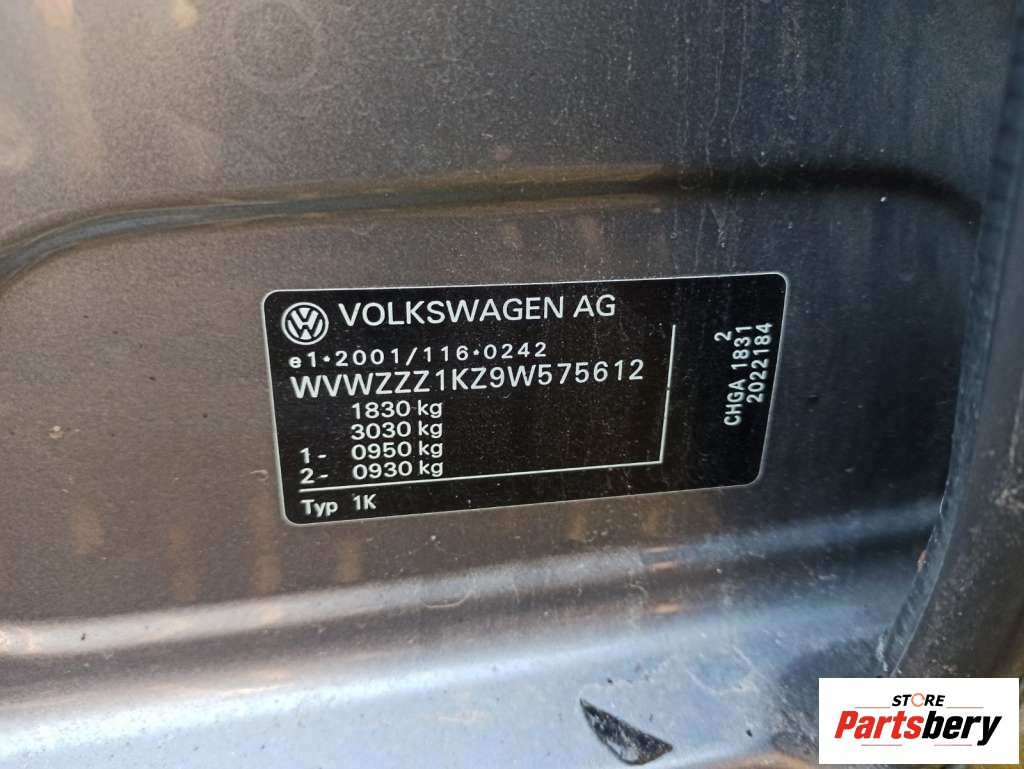 VOLKSWAGEN AG
e1*2001/116*0242
WVWZZZ1KZ9W575612
1830 kg
3030 kg
1- 0950 kg
2- 0930 kg
Typ 1K
2
CHGA 1831
2022184
STORE
Partsbery